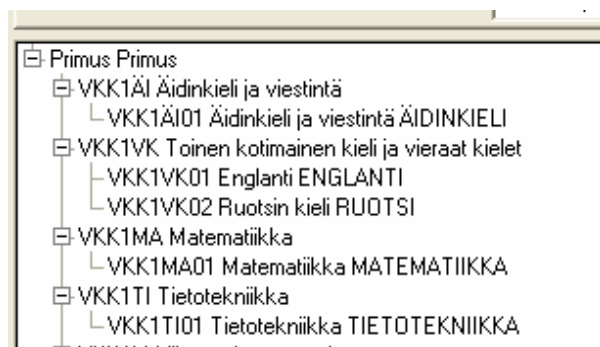 Primus Primus
VKK1ÄI Äidinkieli ja viestintä
VKK1ÄI01 Äidinkieli ja viestintä ÄIDINKIELI
VKK1VK Toinen kotimainen kieli ja vieraat kielet
VKK1VK01 Englanti ENGLANTI
VKK1VK02 Ruotsin kieli RUOTSI
VKK1MA Matematiikka
VKK1MA01 Matematiikka MATEMATIIKKA
VKK1TI Tietotekniikka
VKK1TI01 Tietotekniikka TIETOTEKNIIKKA